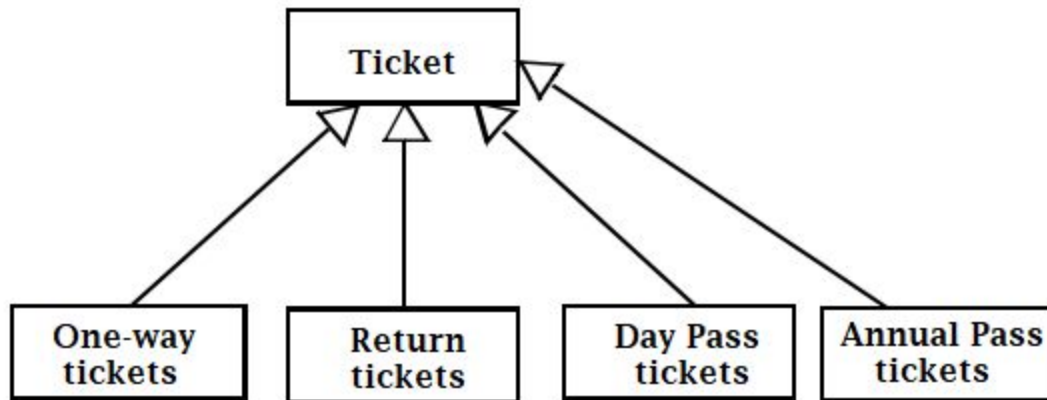 Ticket
One-way
tickets
Return
tickets
Day Pass
tickets
Annual Pass
tickets